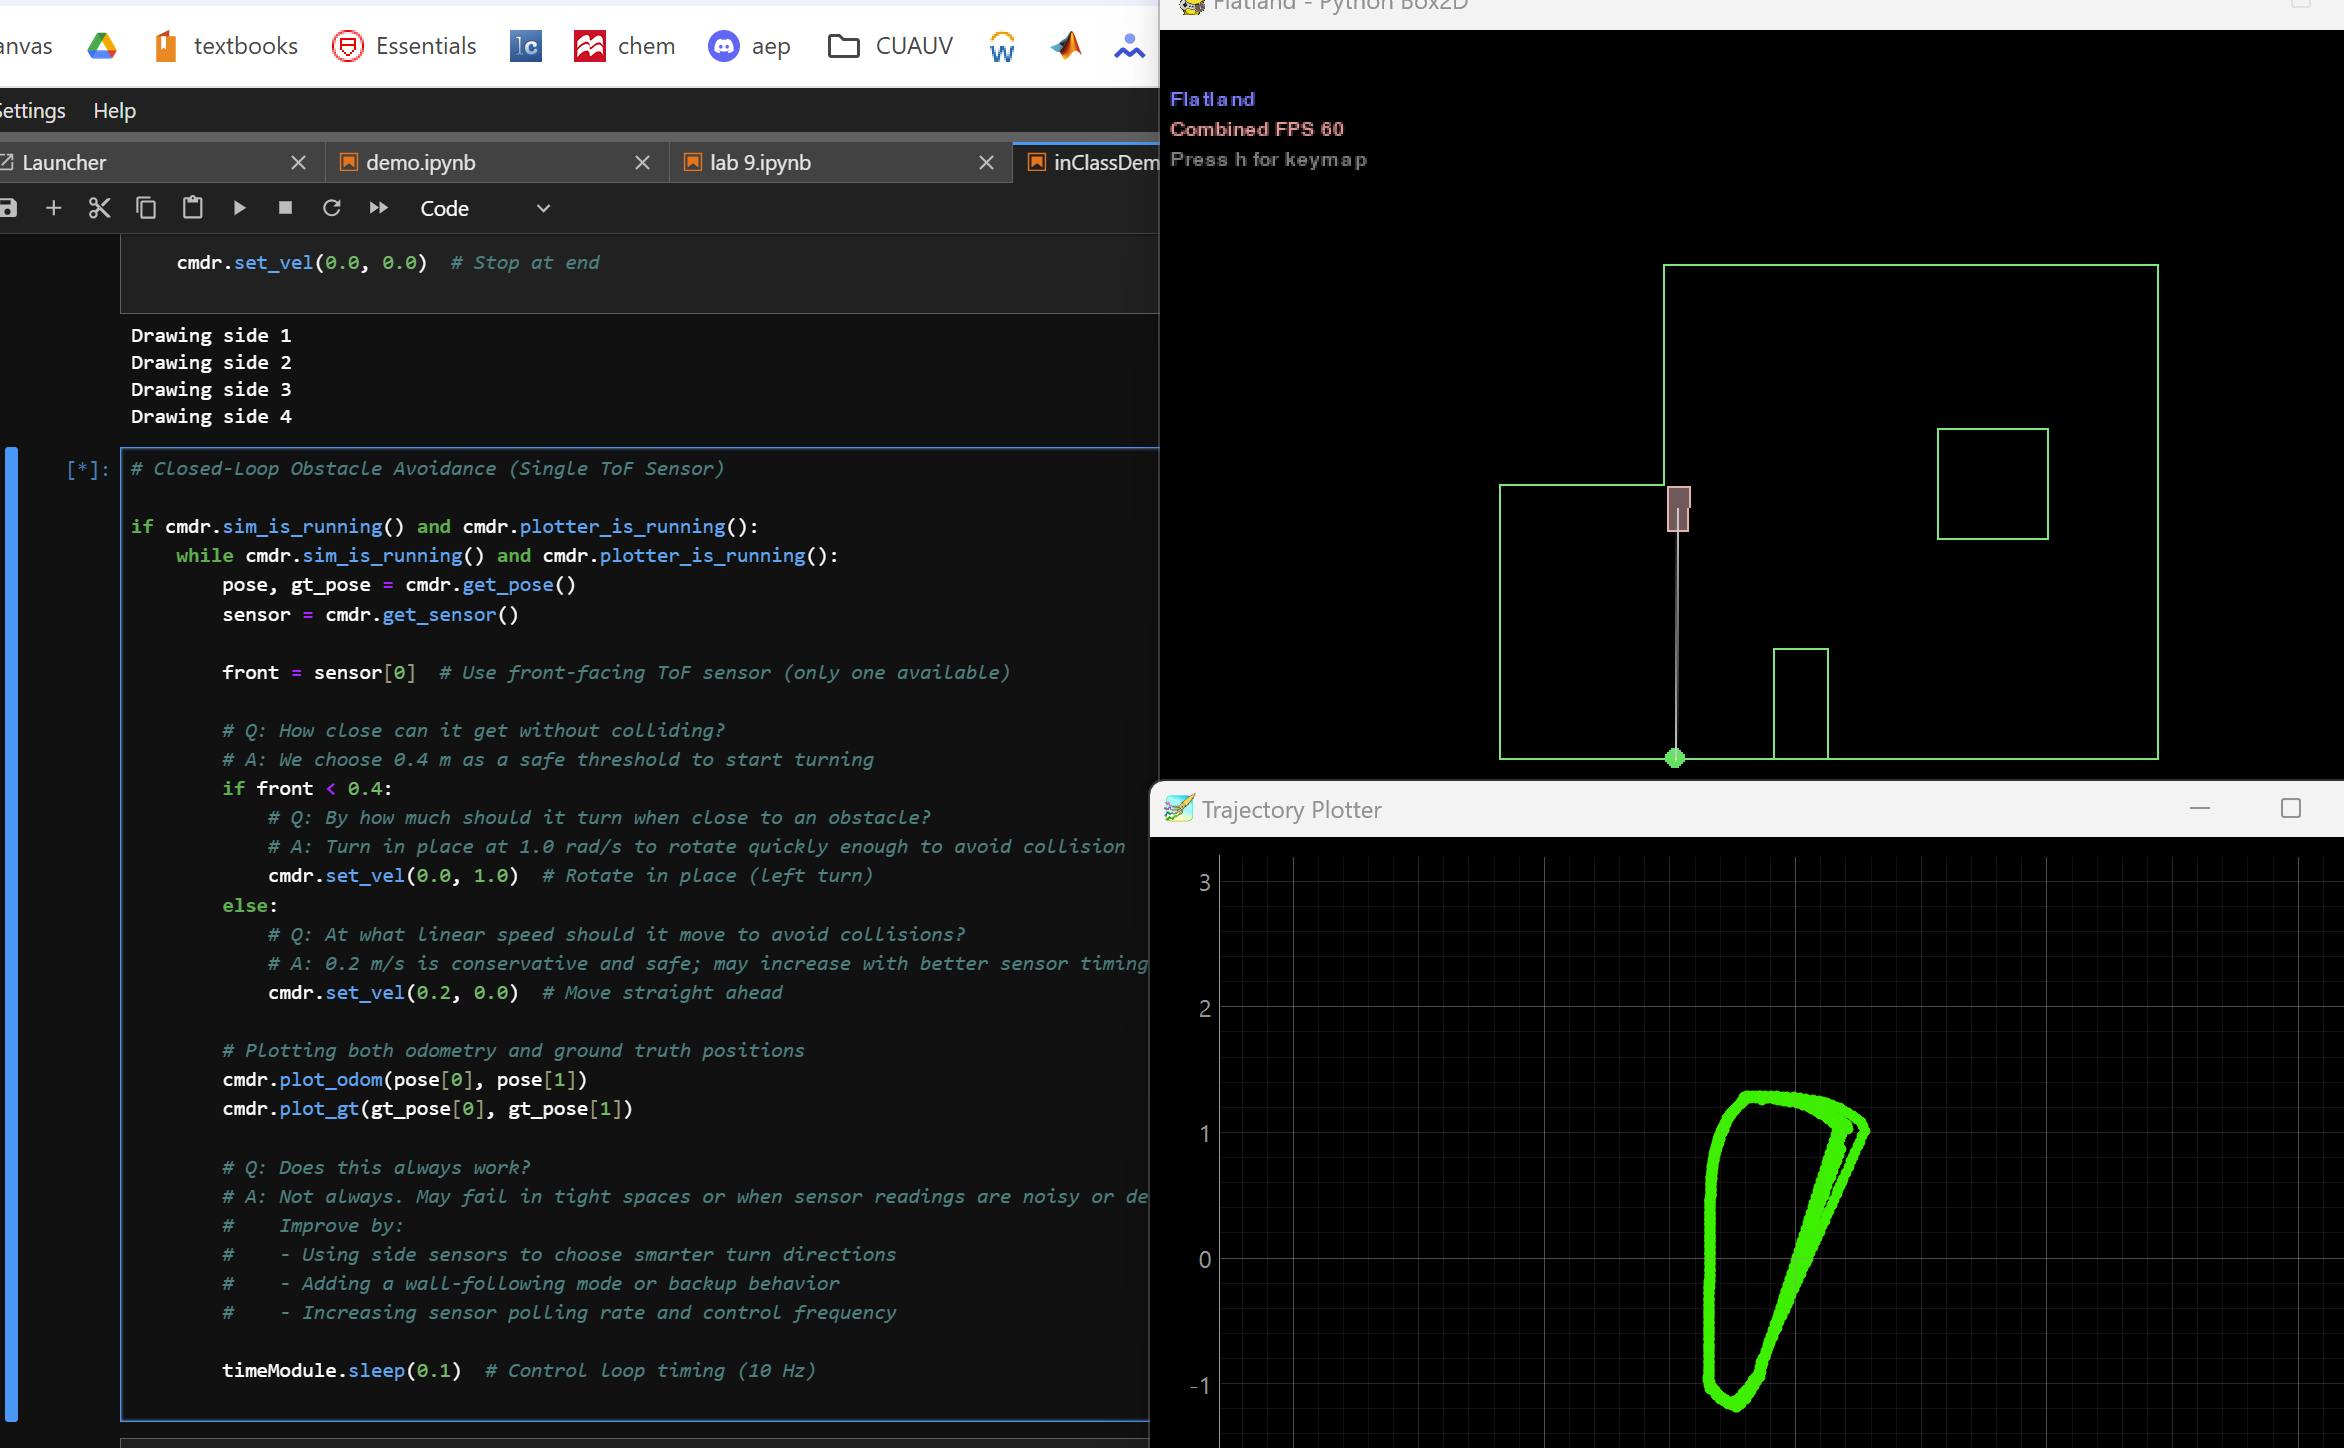 textbooks
Essentials
lc
chem
aep
CUAUV
Help
Launcher
demo.ipynb
lab 9.ipynb
Code
cmdr.set_vel(0.0, 0.0)  # Stop at end
Drawing side 1
Drawing side 2
Drawing side 3
Drawing side 4
[*]:
# Closed-Loop Obstacle Avoidance (Single ToF Sensor)
if cmdr.sim_is_running() and cmdr.plotter_is_running():
while cmdr.sim_is_running() and cmdr.plotter_is_running():
pose, gt_pose = cmdr.get_pose()
sensor = cmdr.get_sensor()
front = sensor[0]  # Use front-facing ToF sensor (only one available)
# Q: How close can it get without colliding?
# A: We choose 0.4 m as a safe threshold to start turning
if front < 0.4:
# Q: By how much should it turn when close to an obstacle?
# A: Turn in place at 1.0 rad/s to rotate quickly enough to avoid collision
cmdr.set_vel(0.0, 1.0)  # Rotate in place (left turn)
else:
# Q: At what linear speed should it move to avoid collisions?
# A: 0.2 m/s is conservative and safe; may increase with better sensor timing
cmdr.set_vel(0.2, 0.0)  # Move straight ahead
# Plotting both odometry and ground truth positions
cmdr.plot_odom(pose[0], pose[1])
cmdr.plot_gt(gt_pose[0], gt_pose[1])
# Q: Does this always work?
# A: Not always. May fail in tight spaces or when sensor readings are noisy or de
#    Improve by:
#    - Using side sensors to choose smarter turn directions
#    - Adding a wall-following mode or backup behavior
#    - Increasing sensor polling rate and control frequency
timeModule.sleep(0.1)  # Control loop timing (10 Hz)
Flatland - Python Box2D
Flatland
Combined FPS 60
Press h for keymap
Trajectory Plotter
3
2
1
0
-1